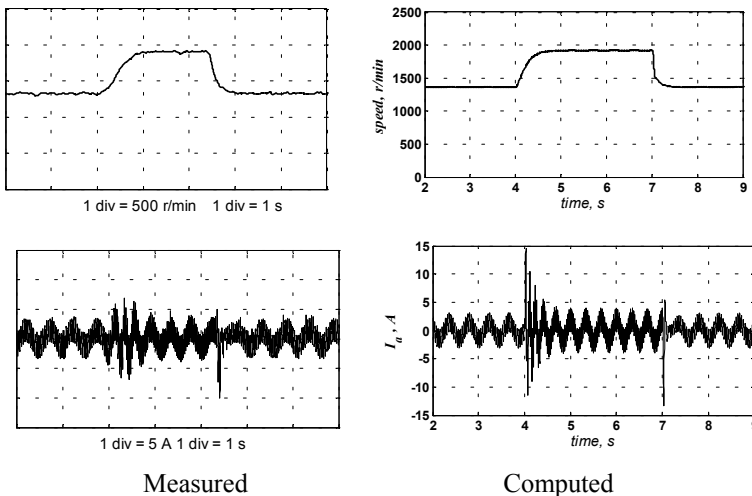 1 div = 500 r/min 1 div = 1 s
speed, r/min
2500
2000
1500
1000
500
0
2 3 4 5 6 7 8 9
time, s
1 div = 5 A 1 div = 1 s
I_a , A
15
10
5
0
-5
-10
-15
2 3 4 5 6 7 8 9
time, s
Measured
Computed